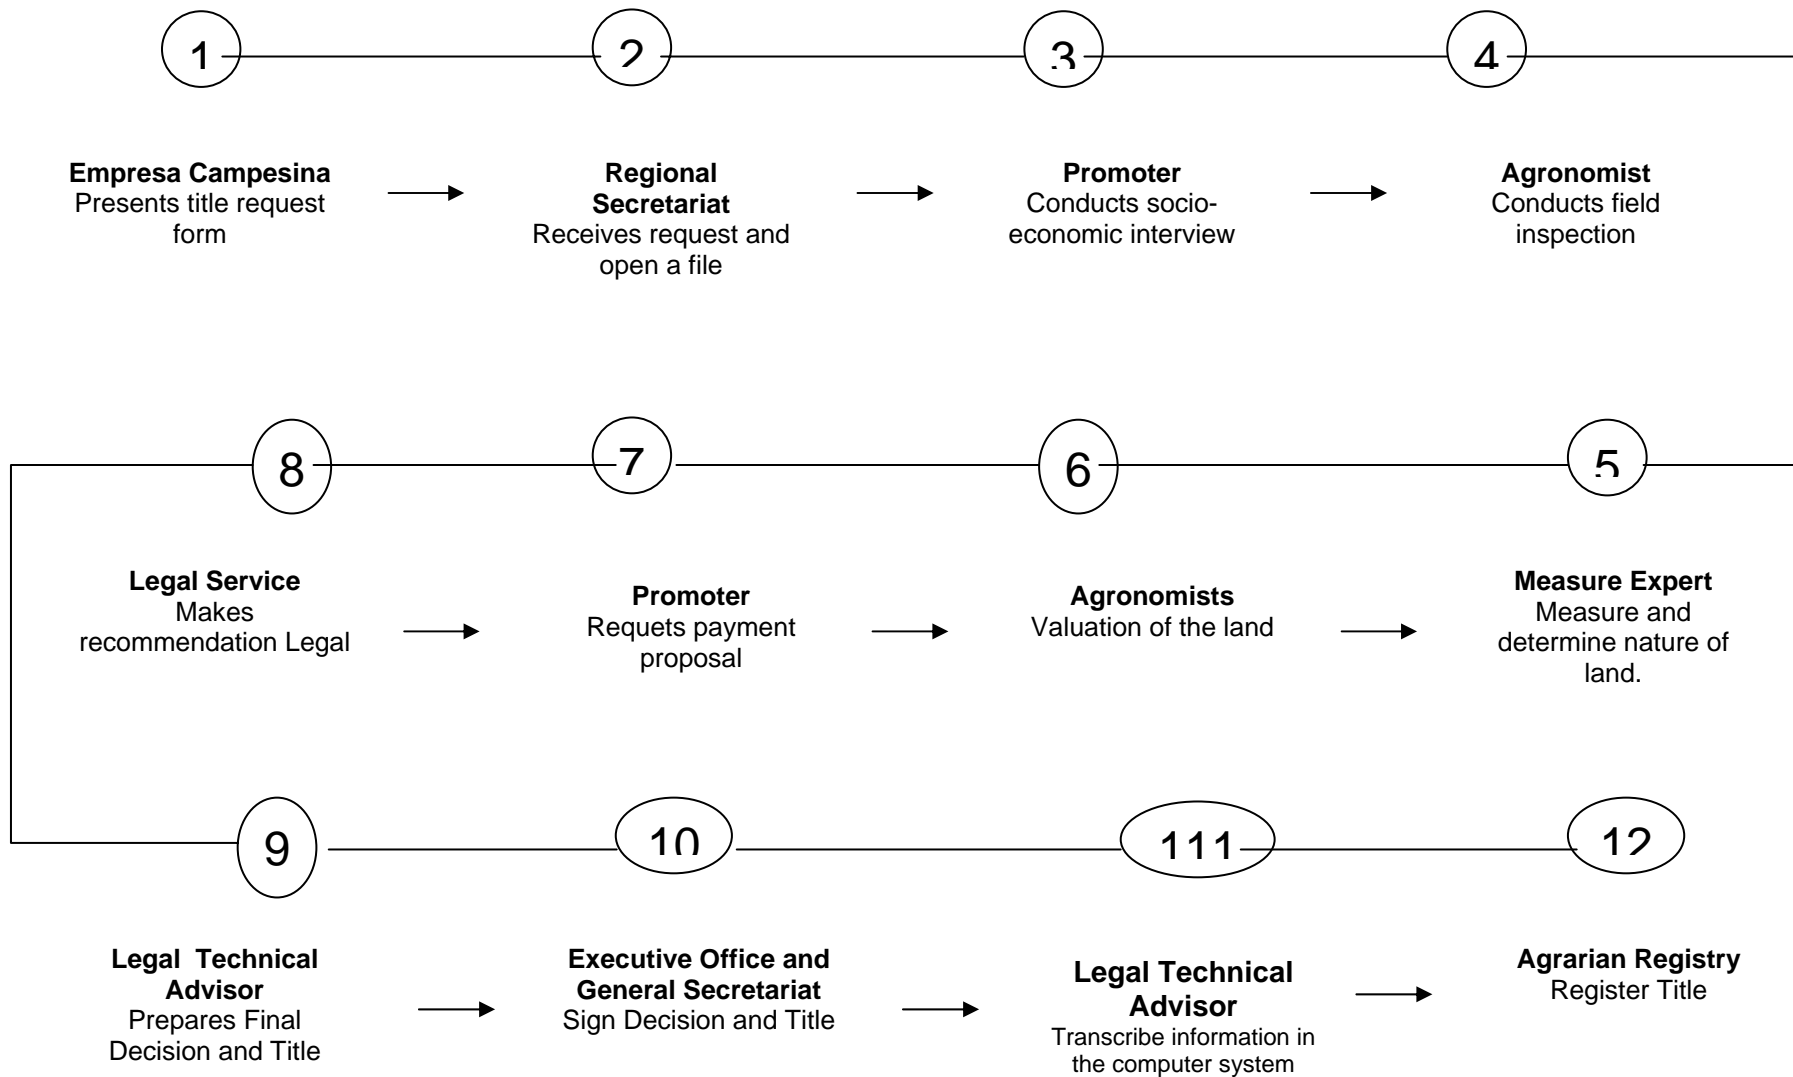 1 2 3 4
Empresa Campesina
Presents title request
form
Regional
Secretariat
Receives request and
open a file
Promoter
Conducts socio-
economic interview
Agronomist
Conducts field
inspection
8 7 6 5
Legal Service
Makes
recommendation Legal
Promoter
Requets payment
proposal
Agronomists
Valuation of the land
Measure Expert
Measure and
determine nature of
land.
9 10 111 12
Legal Technical
Advisor
Prepares Final
Decision and Title
Executive Office and
General Secretariat
Sign Decision and Title
Legal Technical
Advisor
Transcribe information in
the computer system
Agrarian Registry
Register Title